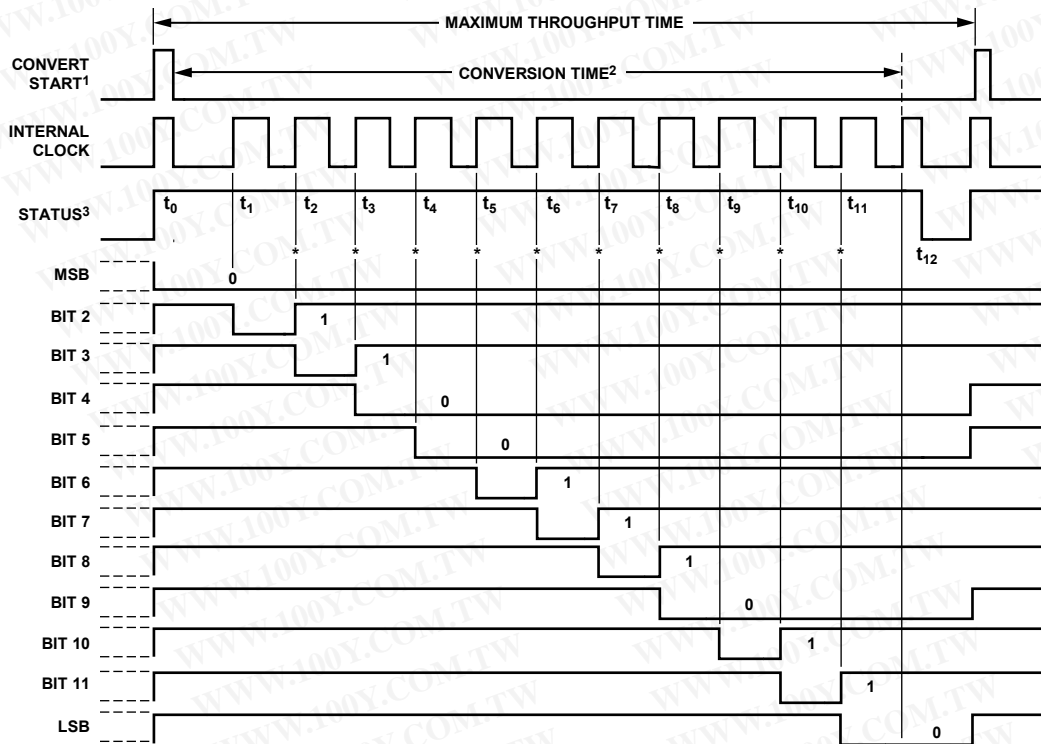 MAXIMUM THROUGHPUT TIME
CONVERT
START1
CONVERSION TIME2
INTERNAL
CLOCK
STATUS3
t0 t1 t2 t3 t4 t5 t6 t7 t8 t9 t10 t11
* * * * * * * * * *
t12
MSB
0
BIT 2
1
BIT 3
1
BIT 4
0
BIT 5
0
BIT 6
1
BIT 7
1
BIT 8
1
BIT 9
0
BIT 10
1
BIT 11
1
LSB
0
WWW.100Y.COM.TW